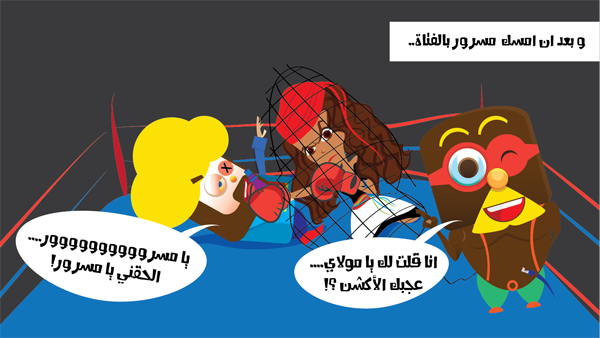 و بعد ان امسك مسرور بالفتاة..
انا قلت لك يا مولاي....
عجبك الأكشن ؟!
يا مسروووووووووور....
الحقني يا مسرور!